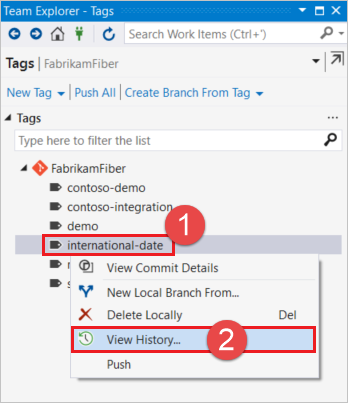 Team Explorer - Tags
Search Work Items (Ctrl+')
Tags | FabrikamFiber
New Tag | Push All | Create Branch From Tag
Tags
Type here to filter the list
FabrikamFiber
contoso-demo
contoso-integration
demo
1
international-date
View Commit Details
New Local Branch From...
Delete Locally Del
View History...
2
Push